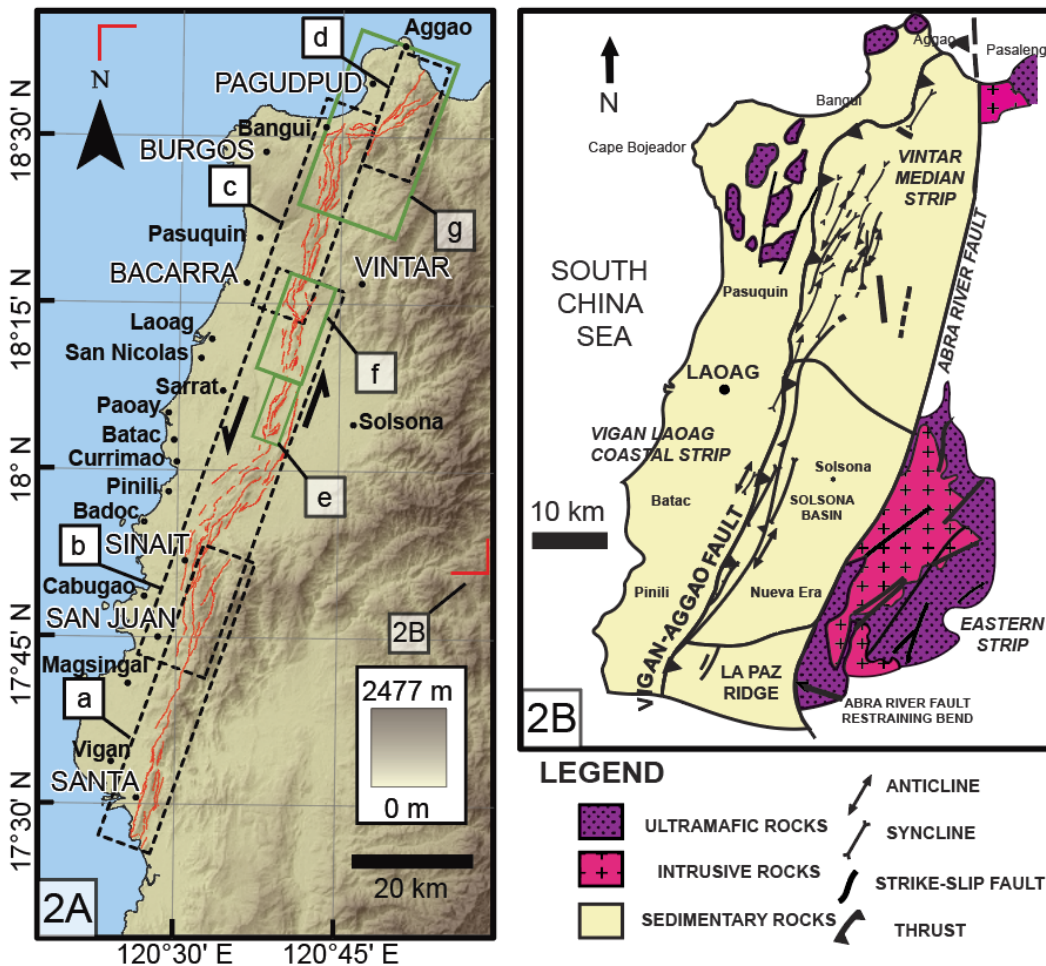 Aggao
d
N
PAGUDPUD
Bangui
BURGOS
c
g
Pasuquin
VINTAR
BACARRA
Laoag
San Nicolas
f
Sarrat
Paoay
Solsona
Batac
Currimao
e
Pinili
Badoc
b
SINAIT
Cabugao
SAN JUAN
2B
Magsingal
a
2477 m
Vigan
SANTA
0 m
20 km
2A
18°30' N
18°15' N
18° N
17°45' N
17°30' N
120°30' E
120°45' E
N
Aggao
Pasaleng
Bangui
Cape Bojeador
VINTAR
MEDIAN
STRIP
SOUTH
CHINA
SEA
Pasuquin
ABRA RIVER FAULT
LAOAG
VIGAN LAOAG
COASTAL STRIP
Solsona
10 km
Batac
SOLSONA
BASIN
VIGAN-AGGAO FAULT
Pinili
Nueva Era
EASTERN
STRIP
LA PAZ
RIDGE
ABRA RIVER FAULT
RESTRAINING BEND
2B
LEGEND
ULTRAMAFIC ROCKS
INTRUSIVE ROCKS
SEDIMENTARY ROCKS
ANTICLINE
SYNCLINE
STRIKE-SLIP FAULT
THRUST